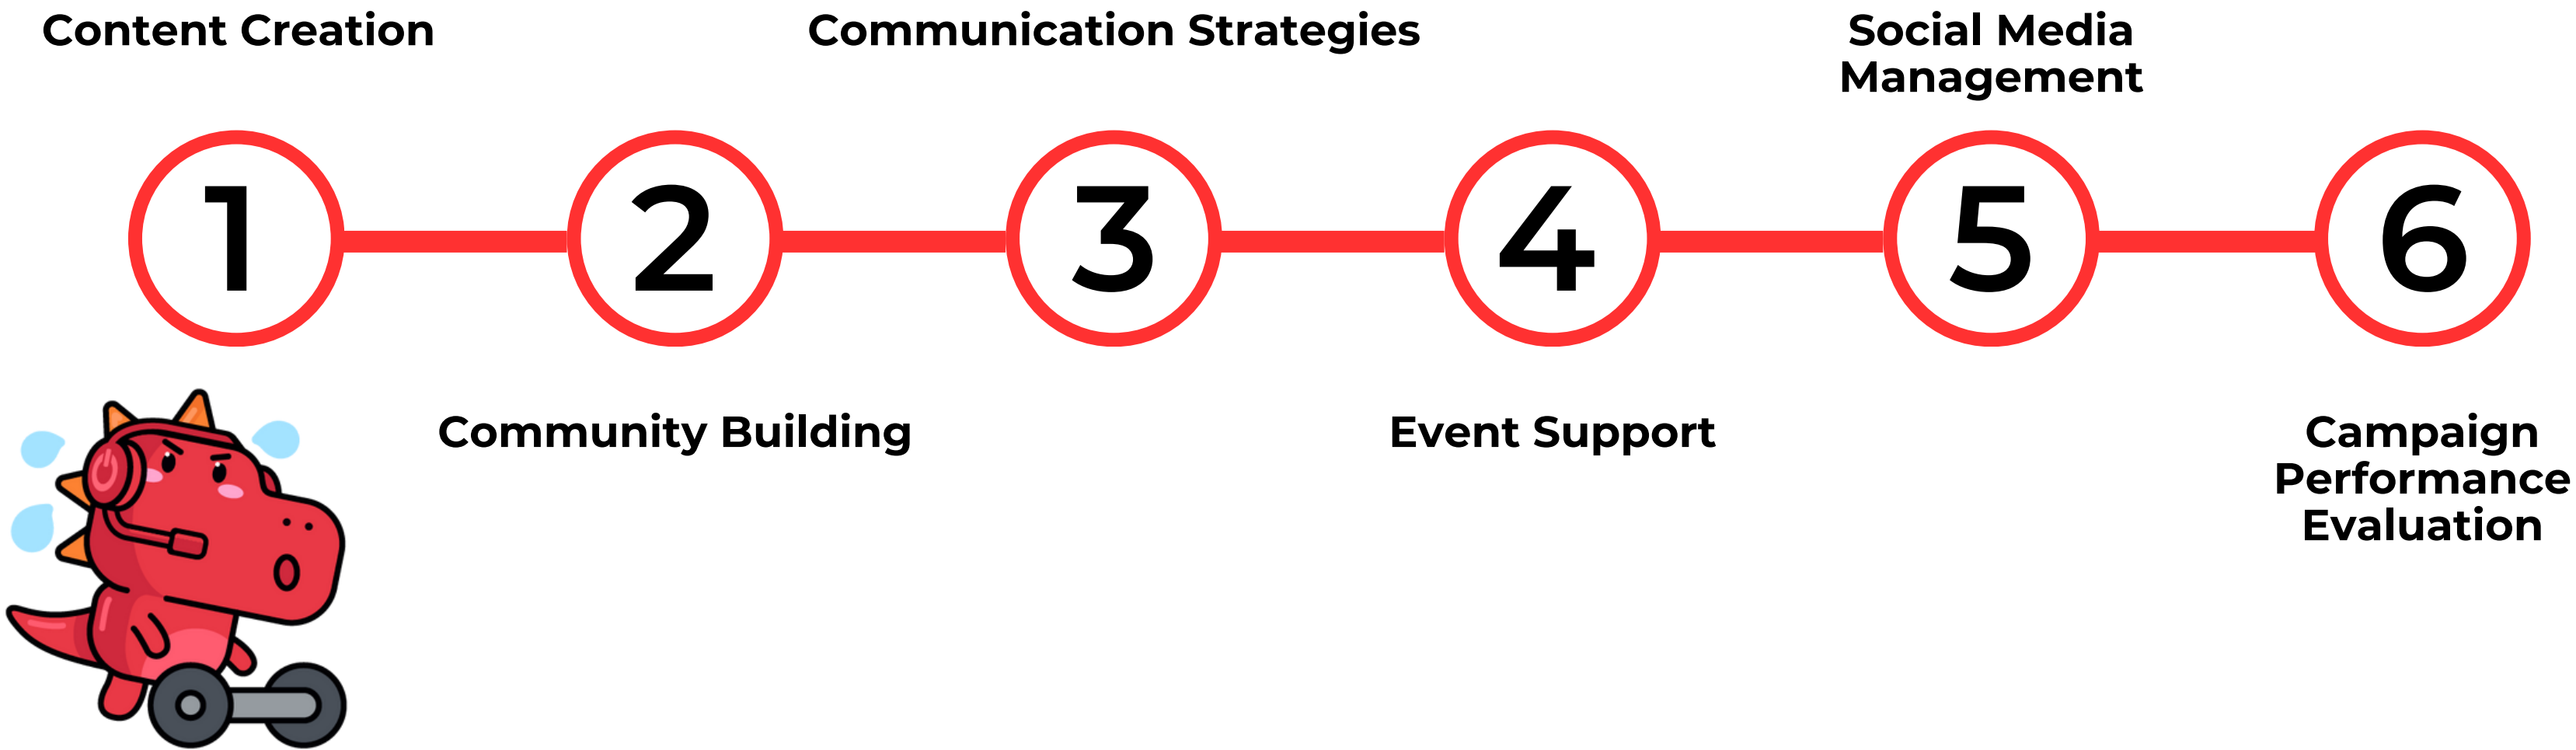 Content Creation
Communication Strategies
Social Media
Management
1
2
3
4
5
6
Community Building
Event Support
Campaign
Performance
Evaluation